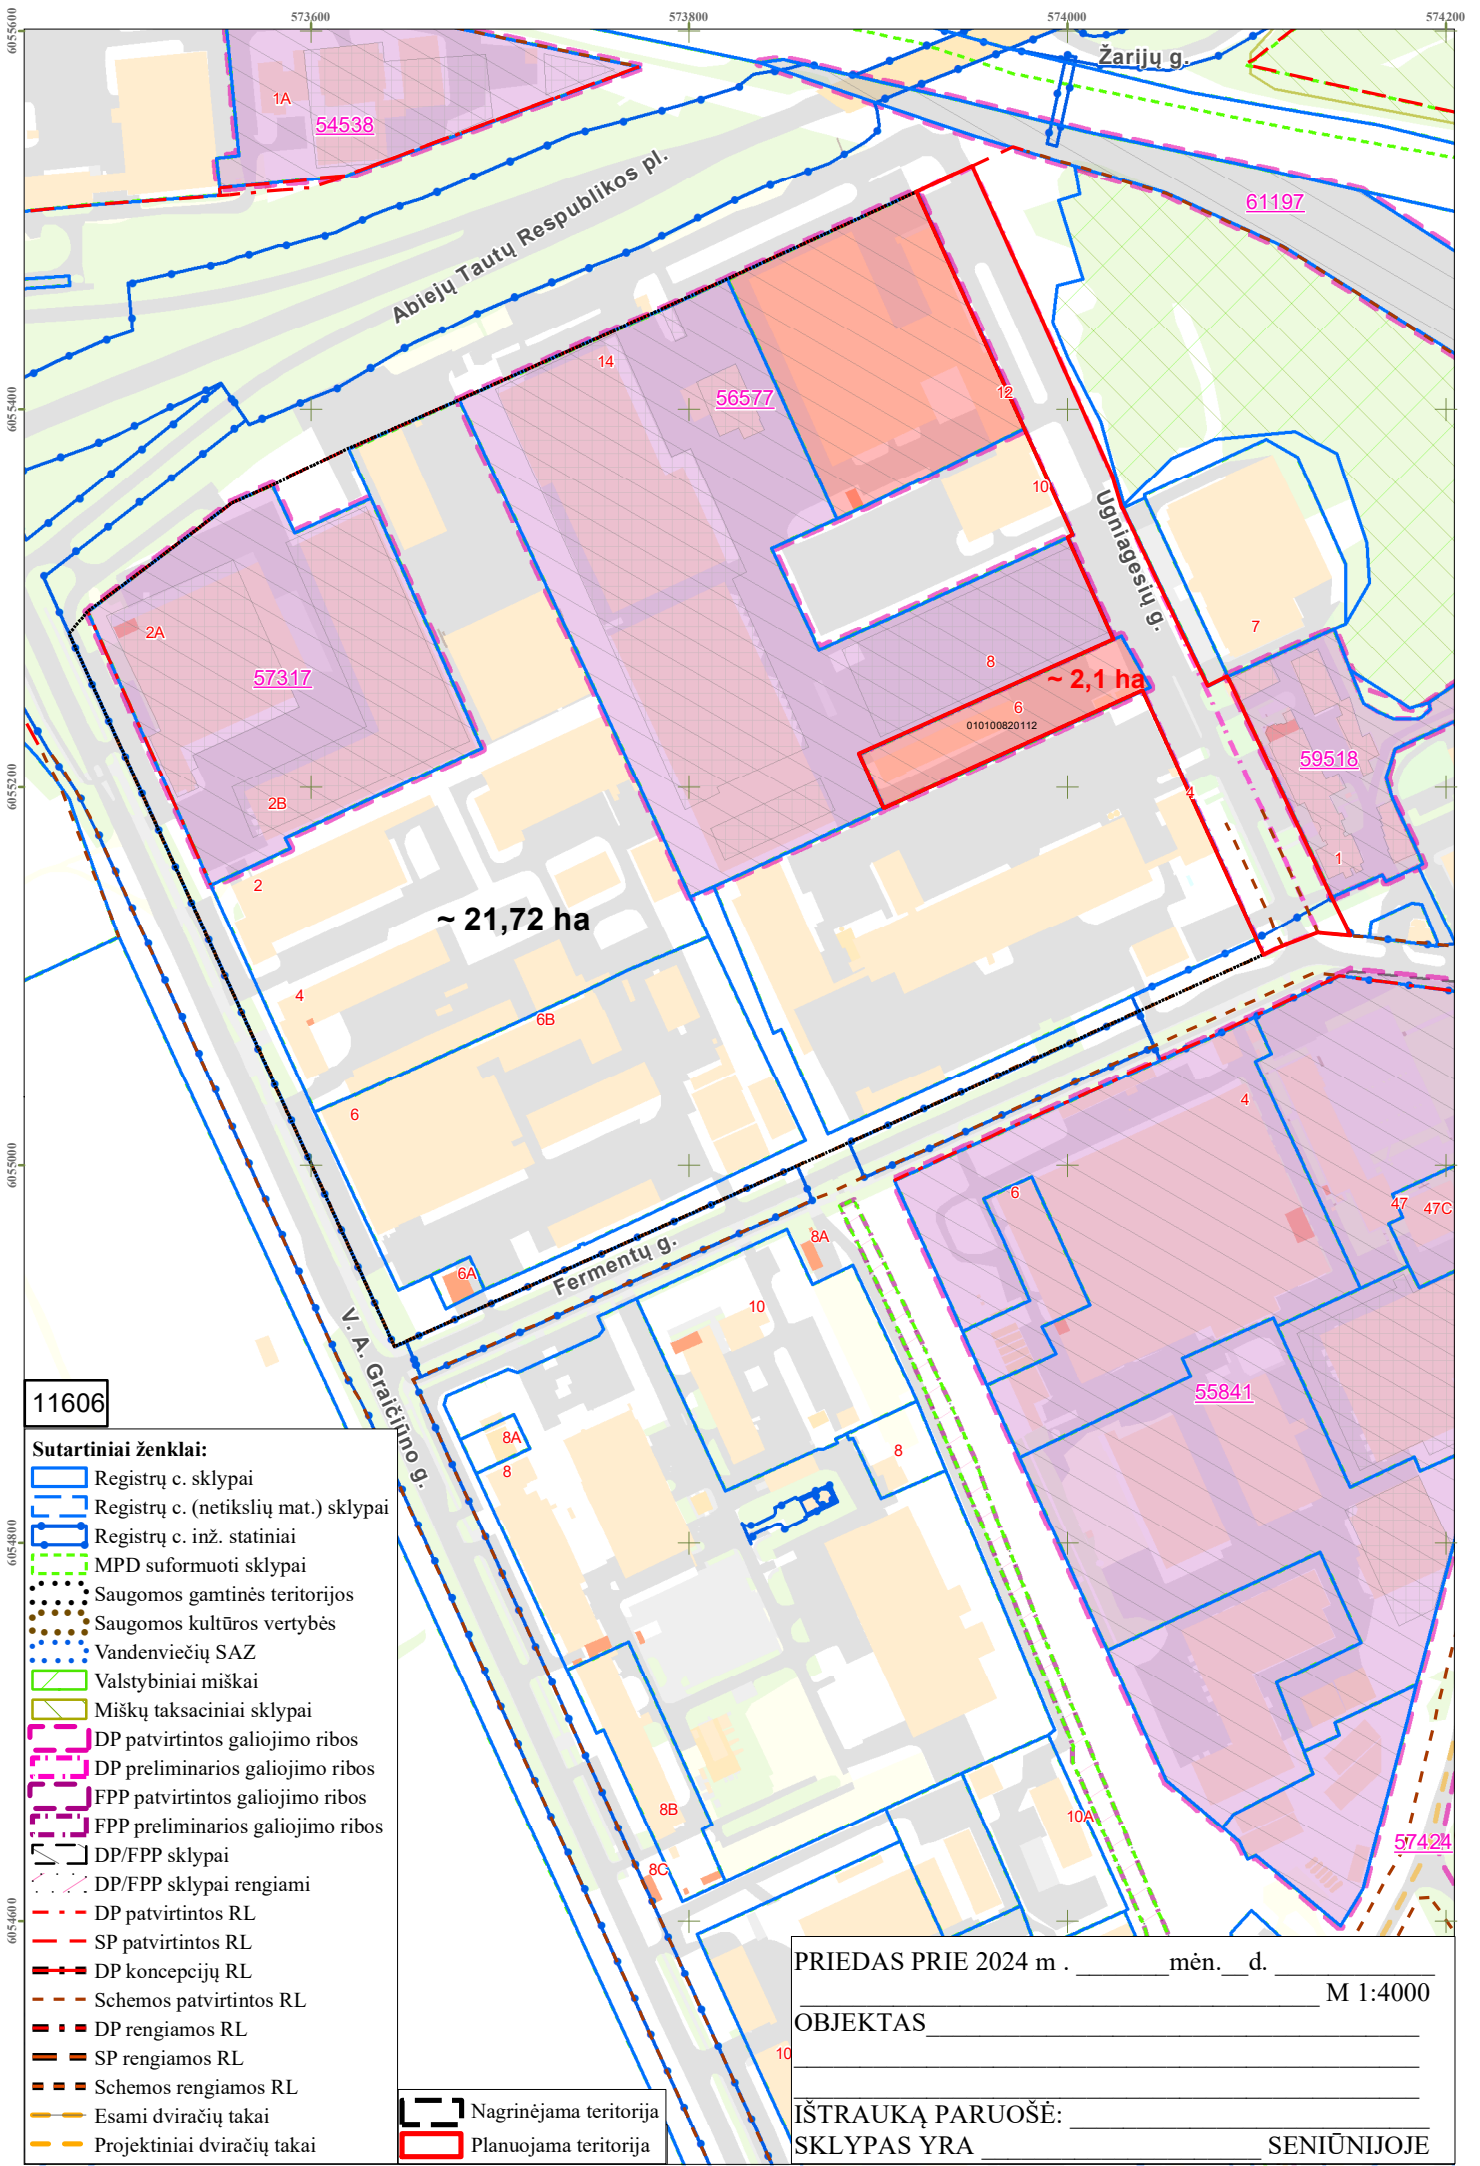 573600
573800
574000
574200
6055600
6055400
6055200
6055000
6054800
6054600
Žarijų g.
1A
54538
61197
Abiejų Tautų Respublikos pl.
14
56577
12
10
Ugniagesių g.
2A
57317
8
7
~ 2,1 ha
6
010100820112
59518
2B
4
1
2
~ 21,72 ha
4
6B
6
4
6
47
47C
6A
Fermentų g.
8A
10
V. A. Graičiūno g.
55841
8A
8
8
8B
10A
8C
57424
10
11606
Sutartiniai ženklai:
Registrų c. sklypai
Registrų c. (netikslių mat.) sklypai
Registrų c. inž. statiniai
MPD suformuoti sklypai
Saugomos gamtinės teritorijos
Saugomos kultūros vertybės
Vandenviečių SAZ
Valstybiniai miškai
Miškų taksaciniai sklypai
DP patvirtintos galiojimo ribos
DP preliminarios galiojimo ribos
FPP patvirtintos galiojimo ribos
FPP preliminarios galiojimo ribos
DP/FPP sklypai
DP/FPP sklypai rengiami
DP patvirtintos RL
SP patvirtintos RL
DP koncepcijų RL
Schemos patvirtintos RL
DP rengiamos RL
SP rengiamos RL
Schemos rengiamos RL
Esami dviračių takai
Projektiniai dviračių takai
Nagrinėjama teritorija
Planuojama teritorija
PRIEDAS PRIE 2024 m . _______mėn.__d. ____________
_______________________________________ M 1:4000
OBJEKTAS_____________________________________
_______________________________________________
_______________________________________________
IŠTRAUKĄ PARUOŠĖ: ___________________________
SKLYPAS YRA _____________________ SENIŪNIJOJE